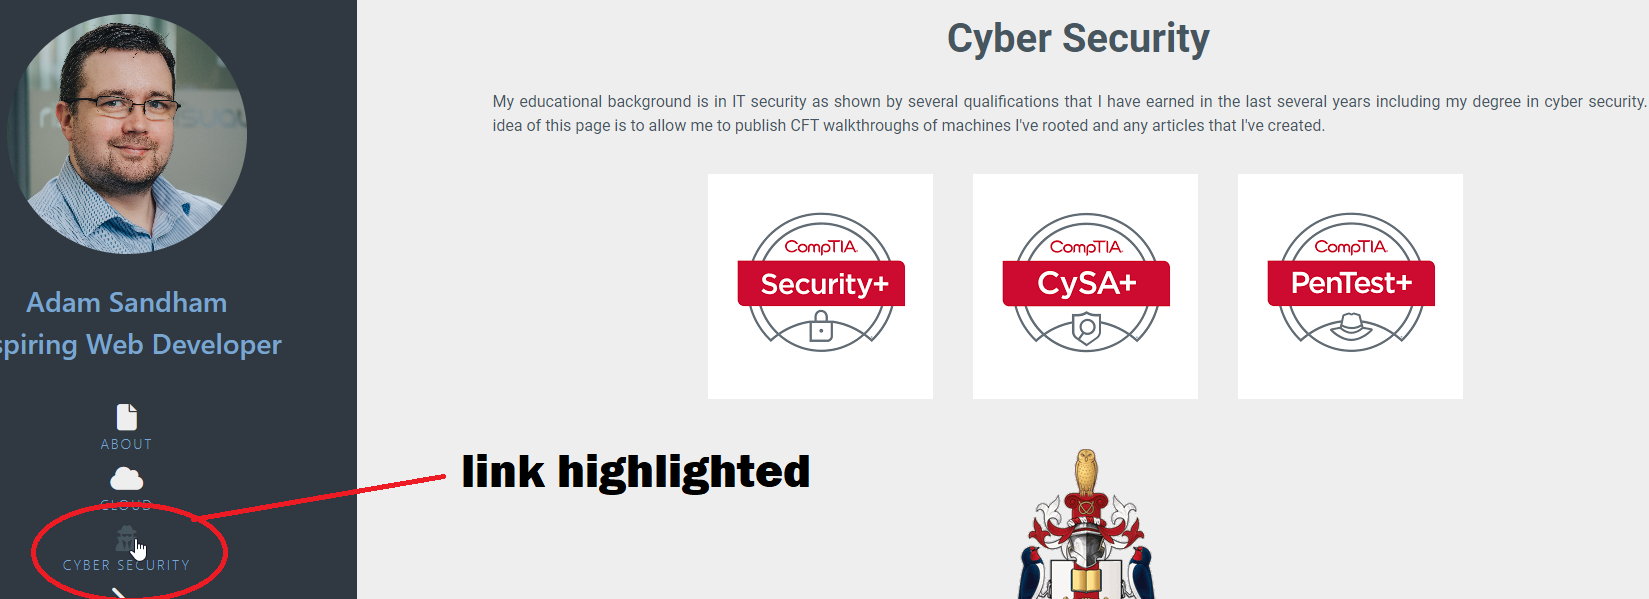 Adam Sandham
spiring Web Developer
ABOUT
CLOUD
CYBER SECURITY
Cyber Security
My educational background is in IT security as shown by several qualifications that I have earned in the last several years including my degree in cyber security.
idea of this page is to allow me to publish CFT walkthroughs of machines I've rooted and any articles that I've created.
CompTIA
Security+
CompTIA
CySA+
CompTIA
PenTest+
link highlighted